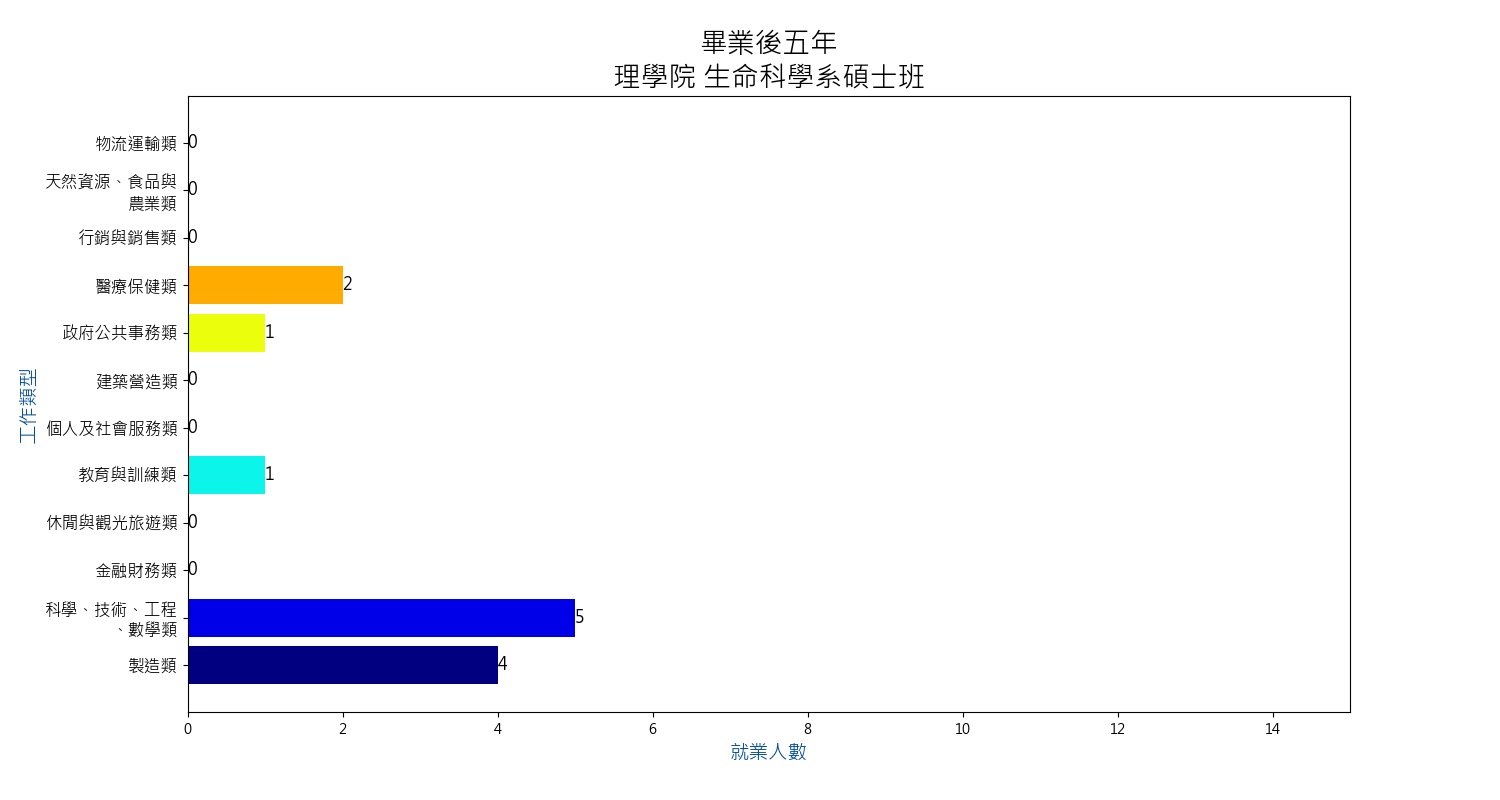 畢業後五年
理學院 生命科學系碩士班
物流運輸類 0
天然資源、食品與
農業類 0
行銷與銷售類 0
醫療保健類 2
政府公共事務類 1
建築營造類 0
個人及社會服務類 0
教育與訓練類 1
休閒與觀光旅遊類 0
金融財務類 0
科學、技術、工程
、數學類 5
製造類 4
工作類型
0 2 4 6 8 10 12 14
就業人數